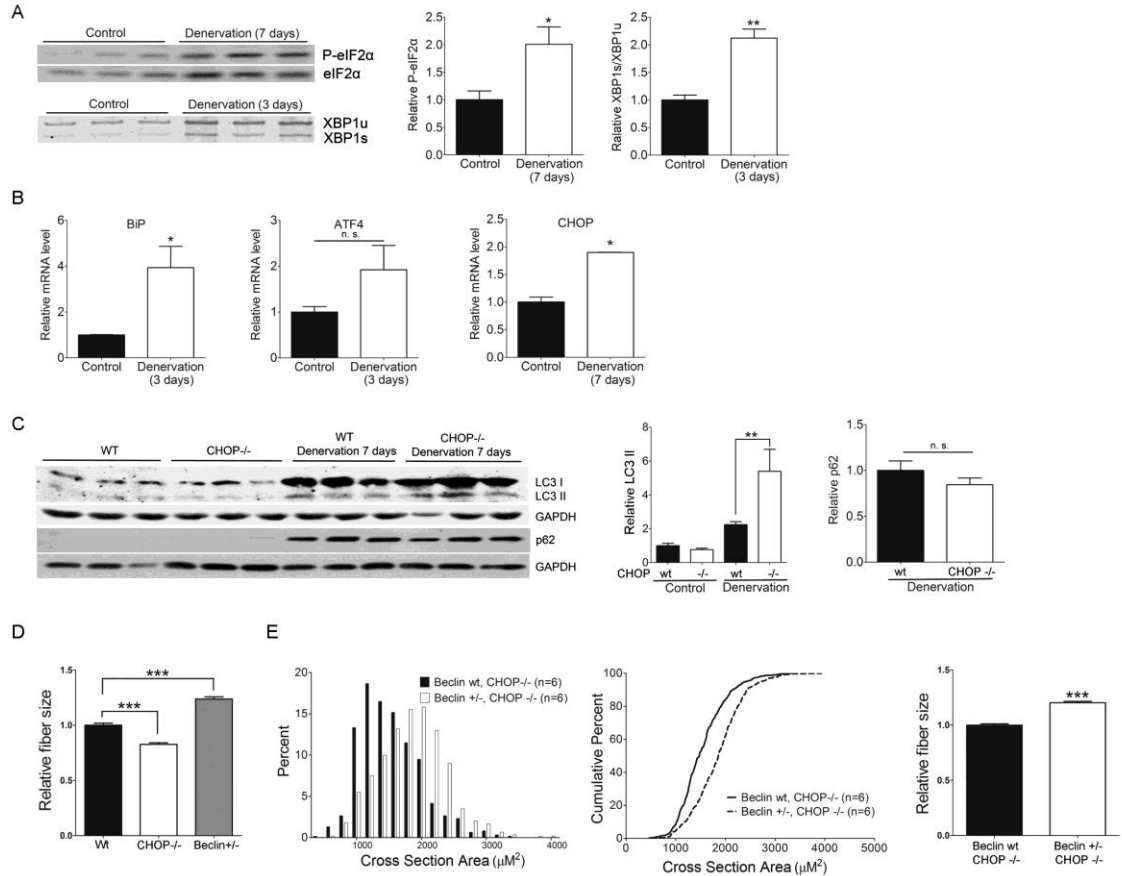 A
Control Denervation (7 days)
P-eIF2α
eIF2α
Control Denervation (3 days)
XBP1u
XBP1s
Relative P-eIF2α
2.5
2.0
1.5
1.0
0.5
0.0
*
Control Denervation
(7 days)
Ralative XBP1s/XBP1u
2.5
2.0
1.5
1.0
0.5
0.0
**
Control Denervation
(3 days)
B
BiP
Relative mRNA level
6
4
2
0
*
Control Denervation
(3 days)
ATF4
n. s.
Relative mRNA level
3
2
1
0
Control Denervation
(3 days)
CHOP
Relative mRNA level
2.5
2.0
1.5
1.0
0.5
0.0
*
Control Denervation
(7 days)
C
WT CHOP-/- WT Denervation 7 days CHOP-/- Denervation 7 days
LC3 I
LC3 II
GAPDH
p62
GAPDH
Relative LC3 II
8
6
4
2
0
**
CHOP wt -/- wt -/-
Control Denervation
Relative p62
1.5
1.0
0.5
0.0
n. s.
wt CHOP -/-
Denervation
D
Relative fiber size
1.5
1.0
0.5
0.0
***
***
Wt CHOP-/- Beclin+/-
E
Percent
20
15
10
5
0
Beclin wt, CHOP-/- (n=6)
Beclin +/-, CHOP -/- (n=6)
1000 2000 3000 4000
Cross Section Area (μM²)
Cumulative Percent
100
80
60
40
20
0
Beclin wt, CHOP-/- (n=6)
Beclin +/-, CHOP -/- (n=6)
0 1000 2000 3000 4000 5000
Cross Section Area (μM²)
Relative fiber size
1.5
1.0
0.5
0.0
***
Beclin wt Beclin +/-
CHOP -/- CHOP -/-